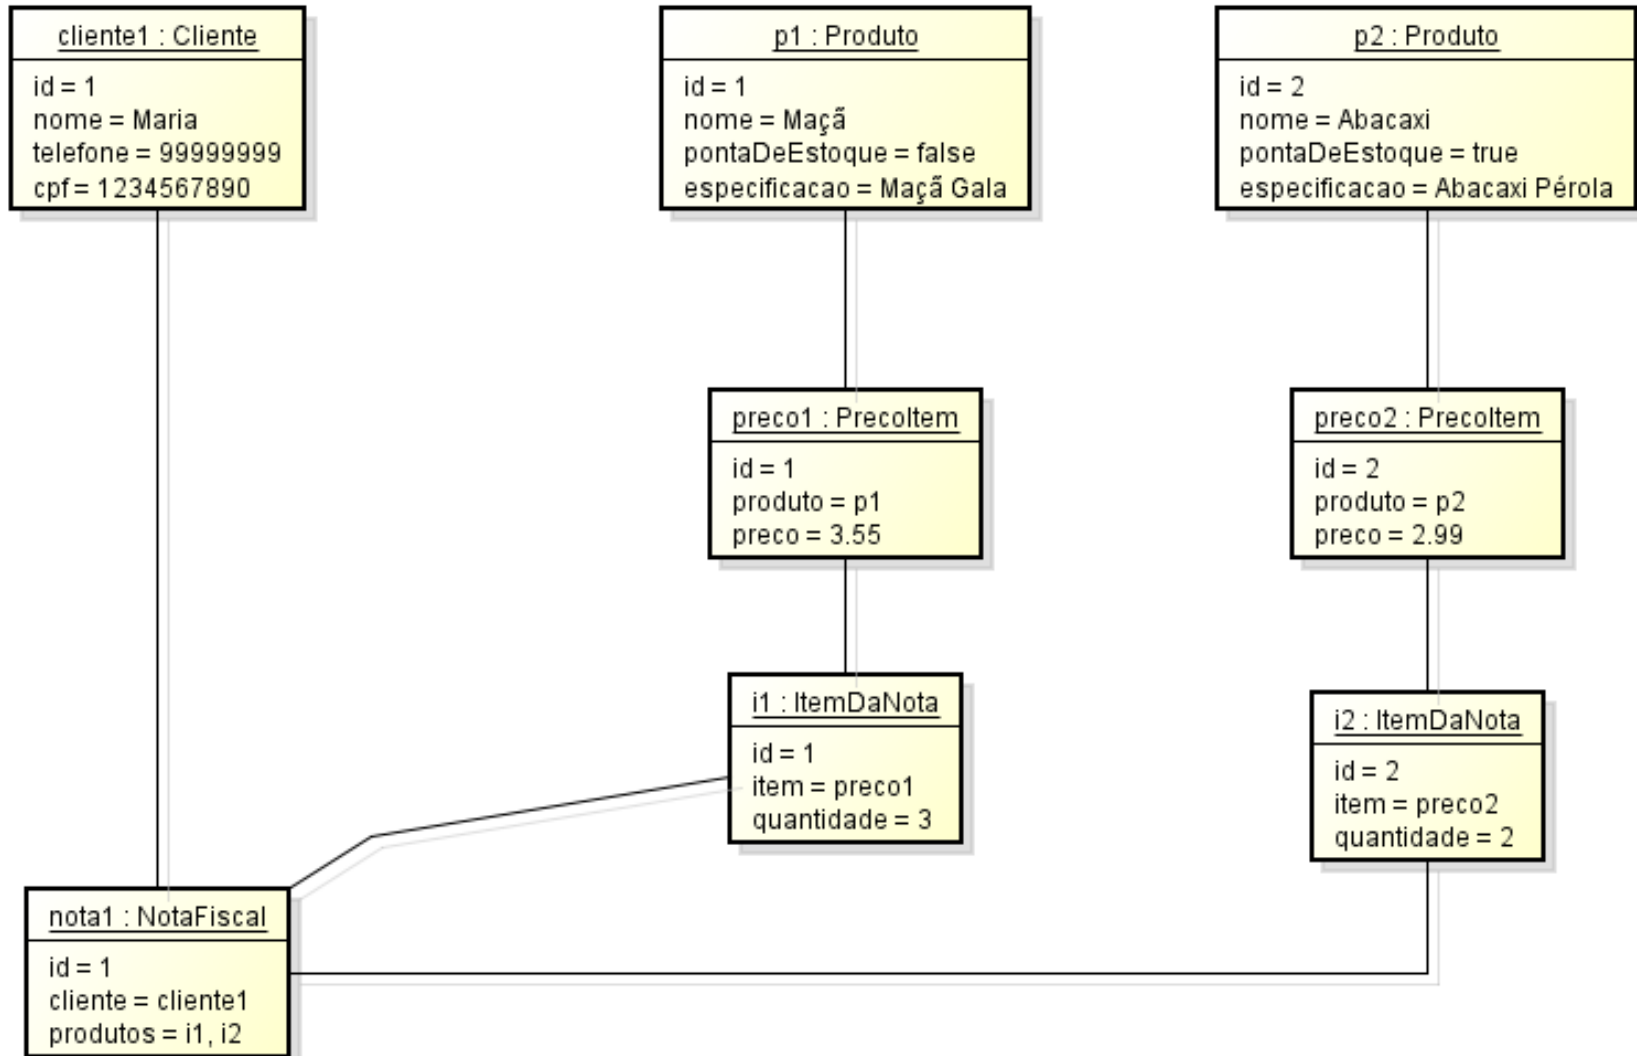 cliente1 : Cliente
id = 1
nome = Maria
telefone = 99999999
cpf = 1234567890
p1 : Produto
id = 1
nome = Maçã
pontaDeEstoque = false
especificacao = Maçã Gala
p2 : Produto
id = 2
nome = Abacaxi
pontaDeEstoque = true
especificacao = Abacaxi Pérola
preco1 : PrecoItem
id = 1
produto = p1
preco = 3.55
preco2 : PrecoItem
id = 2
produto = p2
preco = 2.99
i1 : ItemDaNota
id = 1
item = preco1
quantidade = 3
i2 : ItemDaNota
id = 2
item = preco2
quantidade = 2
nota1 : NotaFiscal
id = 1
cliente = cliente1
produtos = i1, i2